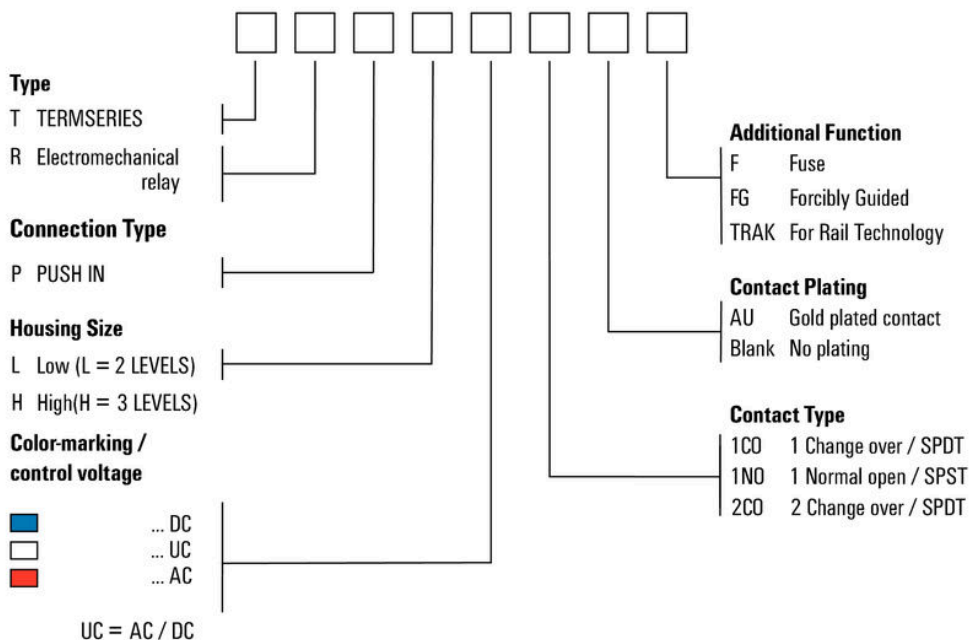 Type
T TERMSERIES
R Electromechanical
relay
Connection Type
P PUSH IN
Housing Size
L Low (L = 2 LEVELS)
H High(H = 3 LEVELS)
Color-marking /
control voltage
... DC
... UC
... AC
UC = AC / DC
Additional Function
F Fuse
FG Forcibly Guided
TRAK For Rail Technology
Contact Plating
AU Gold plated contact
Blank No plating
Contact Type
1CO 1 Change over / SPDT
1NO 1 Normal open / SPST
2CO 2 Change over / SPDT